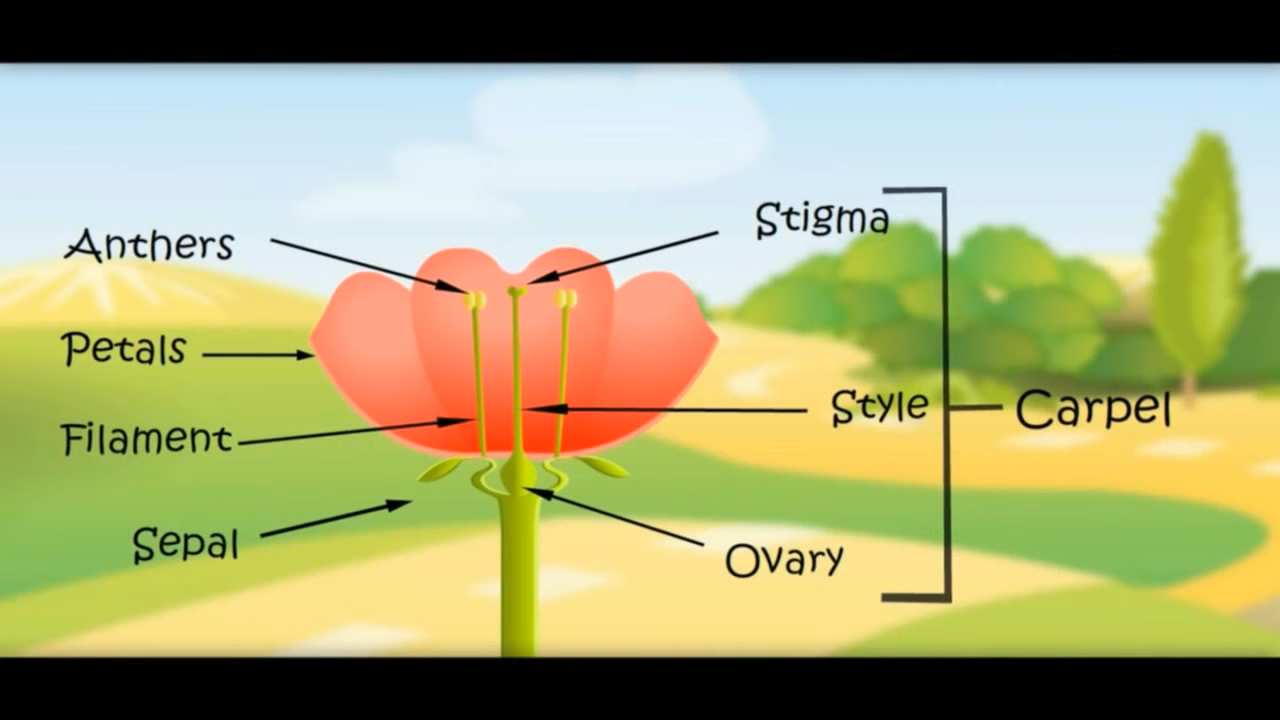 Anthers
Stigma
Petals
Style
Carpel
Filament
Sepal
Ovary